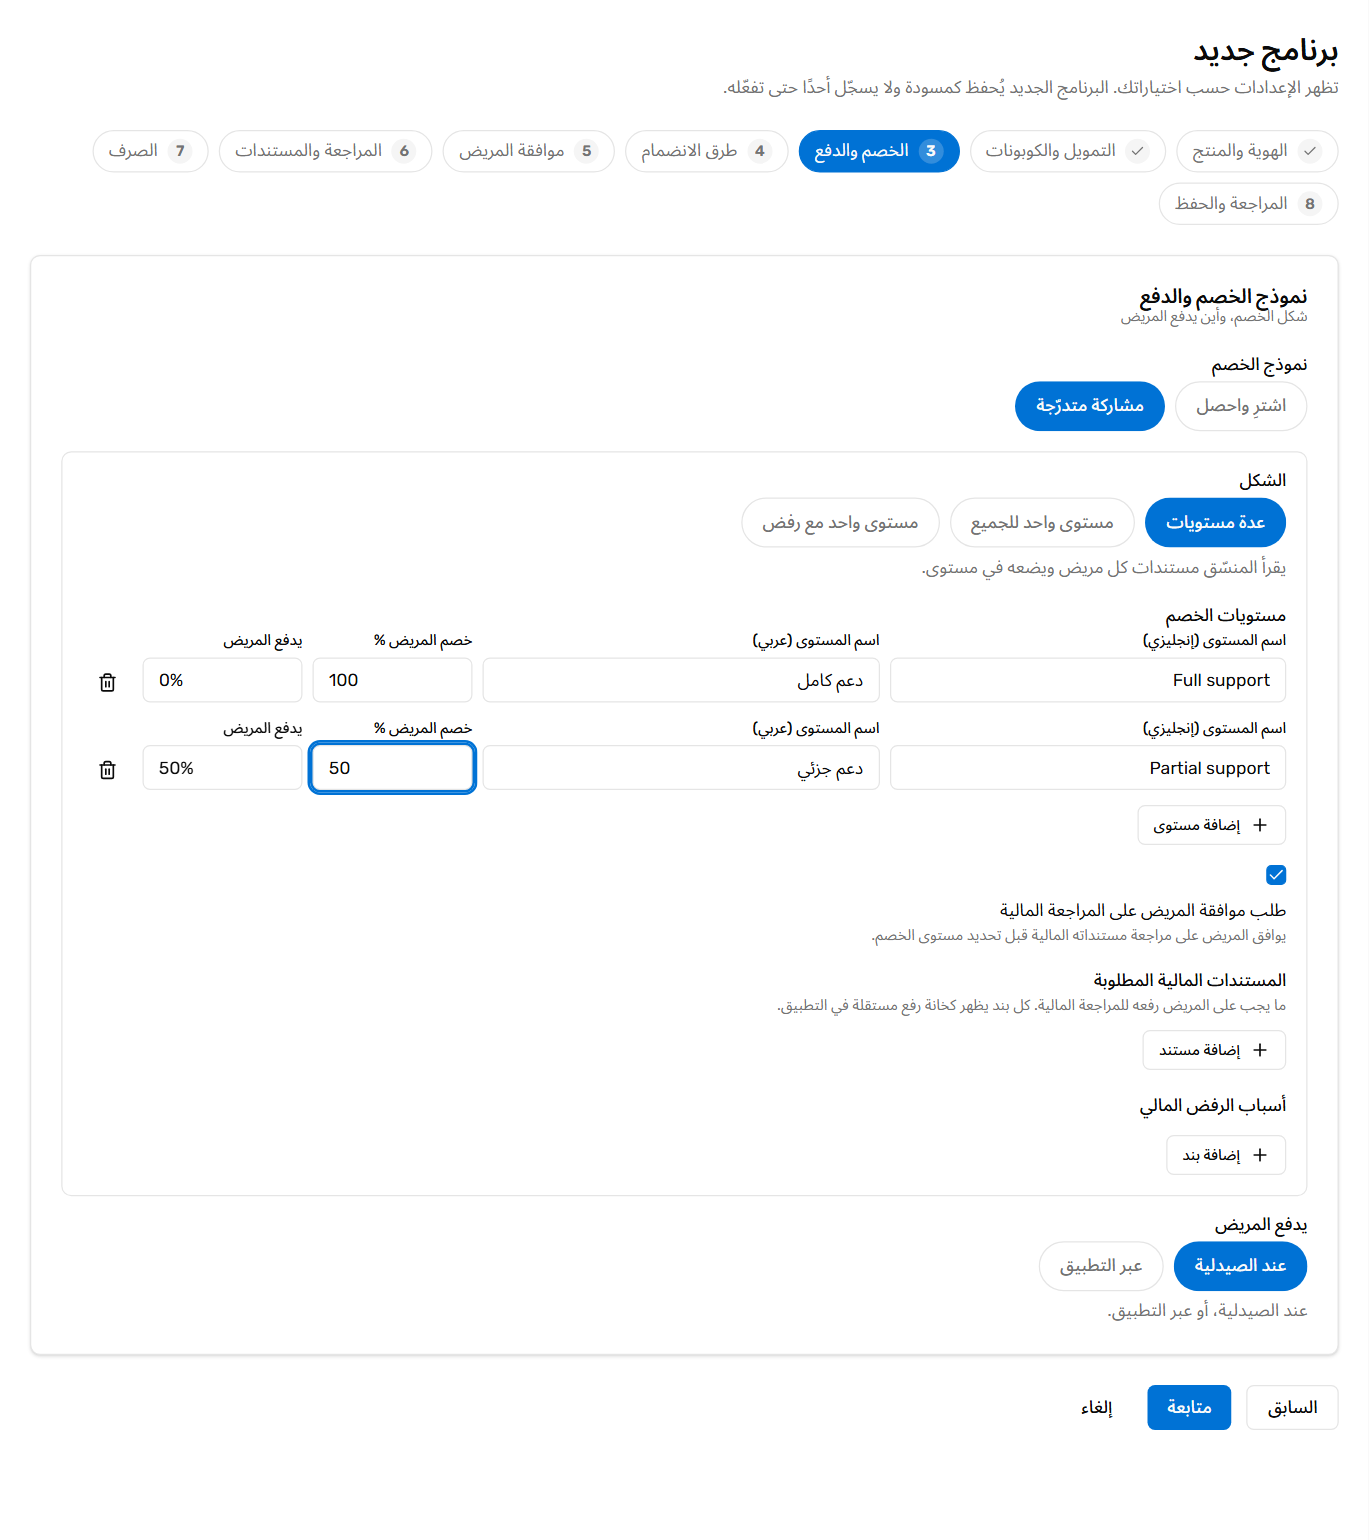 برنامج جديد
تظهر الإعدادات حسب اختياراتك. البرنامج الجديد يُحفظ كمسودة ولا يسجّل أحدًا حتى تفعّله.
الهوية والمنتج
التمويل والكوبونات
3 الخصم والدفع
4 طرق الانضمام
5 موافقة المريض
6 المراجعة والمستندات
7 الصرف
8 المراجعة والحفظ
نموذج الخصم والدفع
شكل الخصم، وأين يدفع المريض
نموذج الخصم
اشترِ واحصل
مشاركة متدرّجة
الشكل
عدة مستويات
مستوى واحد للجميع
مستوى واحد مع رفض
يقرأ المنسّق مستندات كل مريض ويضعه في مستوى.
مستويات الخصم
اسم المستوى (إنجليزي) اسم المستوى (عربي) خصم المريض % يدفع المريض
Full support دعم كامل 100 0%
اسم المستوى (إنجليزي) اسم المستوى (عربي) خصم المريض % يدفع المريض
Partial support دعم جزئي 50 50%
إضافة مستوى
طلب موافقة المريض على المراجعة المالية
يوافق المريض على مراجعة مستنداته المالية قبل تحديد مستوى الخصم.
المستندات المالية المطلوبة
ما يجب على المريض رفعه للمراجعة المالية. كل بند يظهر كخانة رفع مستقلة في التطبيق.
إضافة مستند
أسباب الرفض المالي
إضافة بند
يدفع المريض
عند الصيدلية
عبر التطبيق
عند الصيدلية، أو عبر التطبيق.
السابق
متابعة
إلغاء